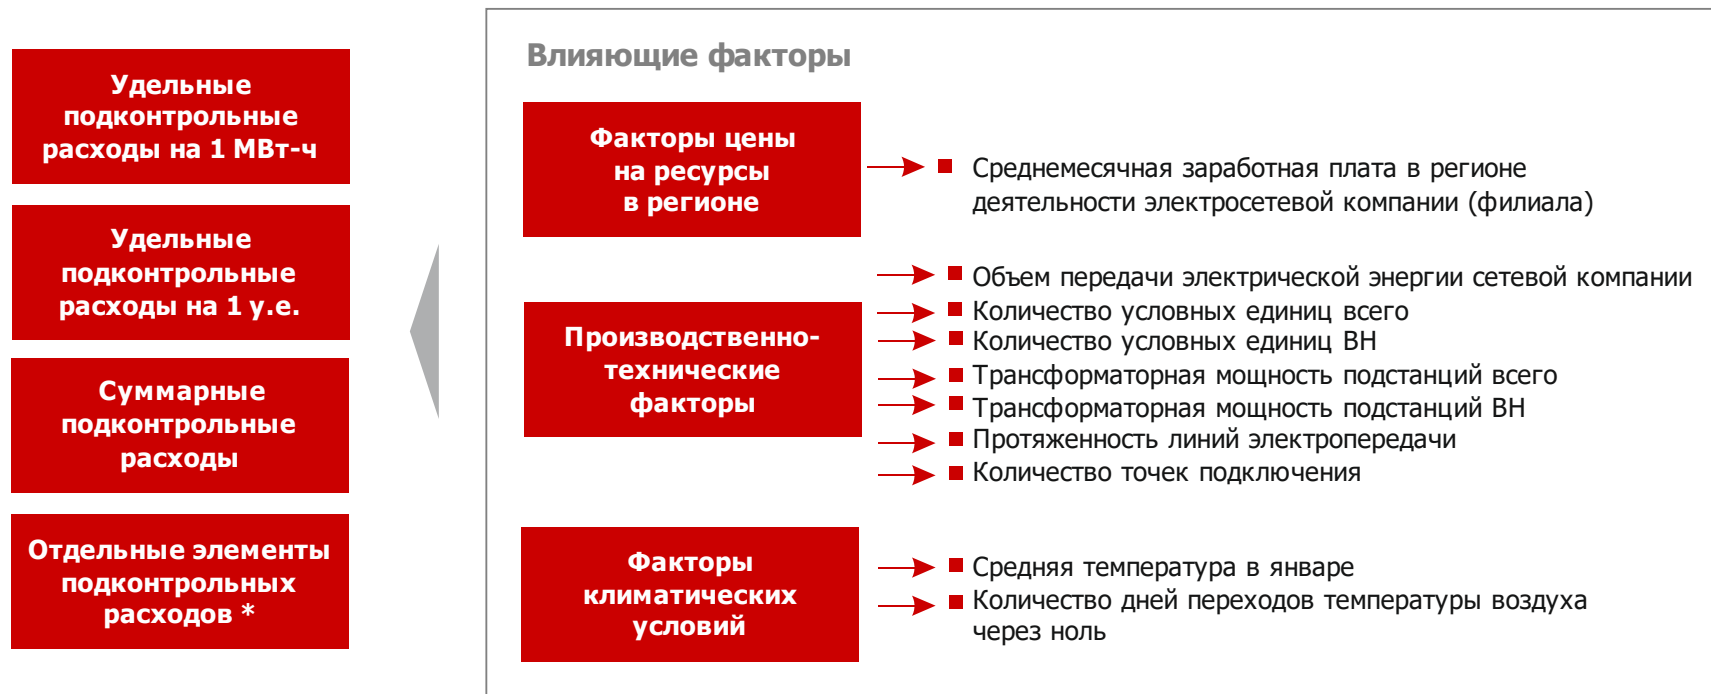 Удельные
подконтрольные
расходы на 1 МВт-ч
Удельные
подконтрольные
расходы на 1 у.е.
Суммарные
подконтрольные
расходы
Отдельные элементы
подконтрольных
расходов *
Влияющие факторы
Факторы цены
на ресурсы
в регионе
Среднемесячная заработная плата в регионе
деятельности электросетевой компании (филиала)
Производственно-
технические
факторы
Объем передачи электрической энергии сетевой компании
Количество условных единиц всего
Количество условных единиц ВН
Трансформаторная мощность подстанций всего
Трансформаторная мощность подстанций ВН
Протяженность линий электропередачи
Количество точек подключения
Факторы
климатических
условий
Средняя температура в январе
Количество дней переходов температуры воздуха
через ноль